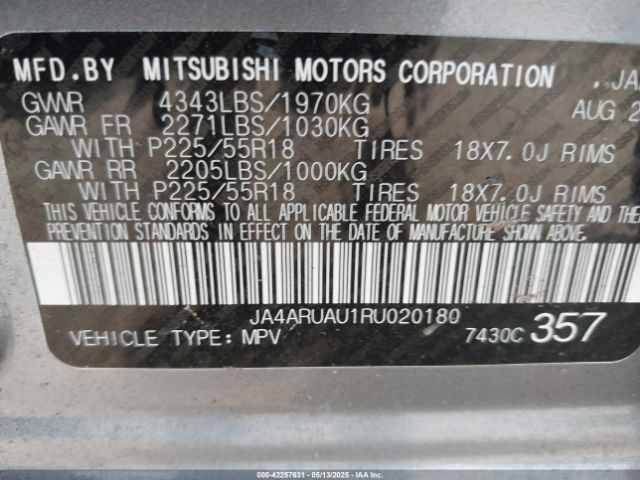 MFD.BY MITSUBISHI MOTORS CORPORATION
GVWR 4343LBS/1970KG
GAWR FR 2271LBS/1030KG AUG
WITH P225/55R18 TIRES 18X7.0J RIMS
GAWR RR 2205LBS/1000KG
WITH P225/55R18 TIRES 18X7.0J RIMS
THIS VEHICLE CONFORMS TO ALL APPLICABLE FEDERAL MOTOR VEHICLE SAFETY AND
PREVENTION STANDARDS IN EFFECT ON THE DATE OF MANUFACTURE SHOWN ABOVE.
JA4ARUAU1RU020180
VEHICLE TYPE: MPV 7430C 357
© IAA - 42257631 - 05/13/2025 - IAAI.COM